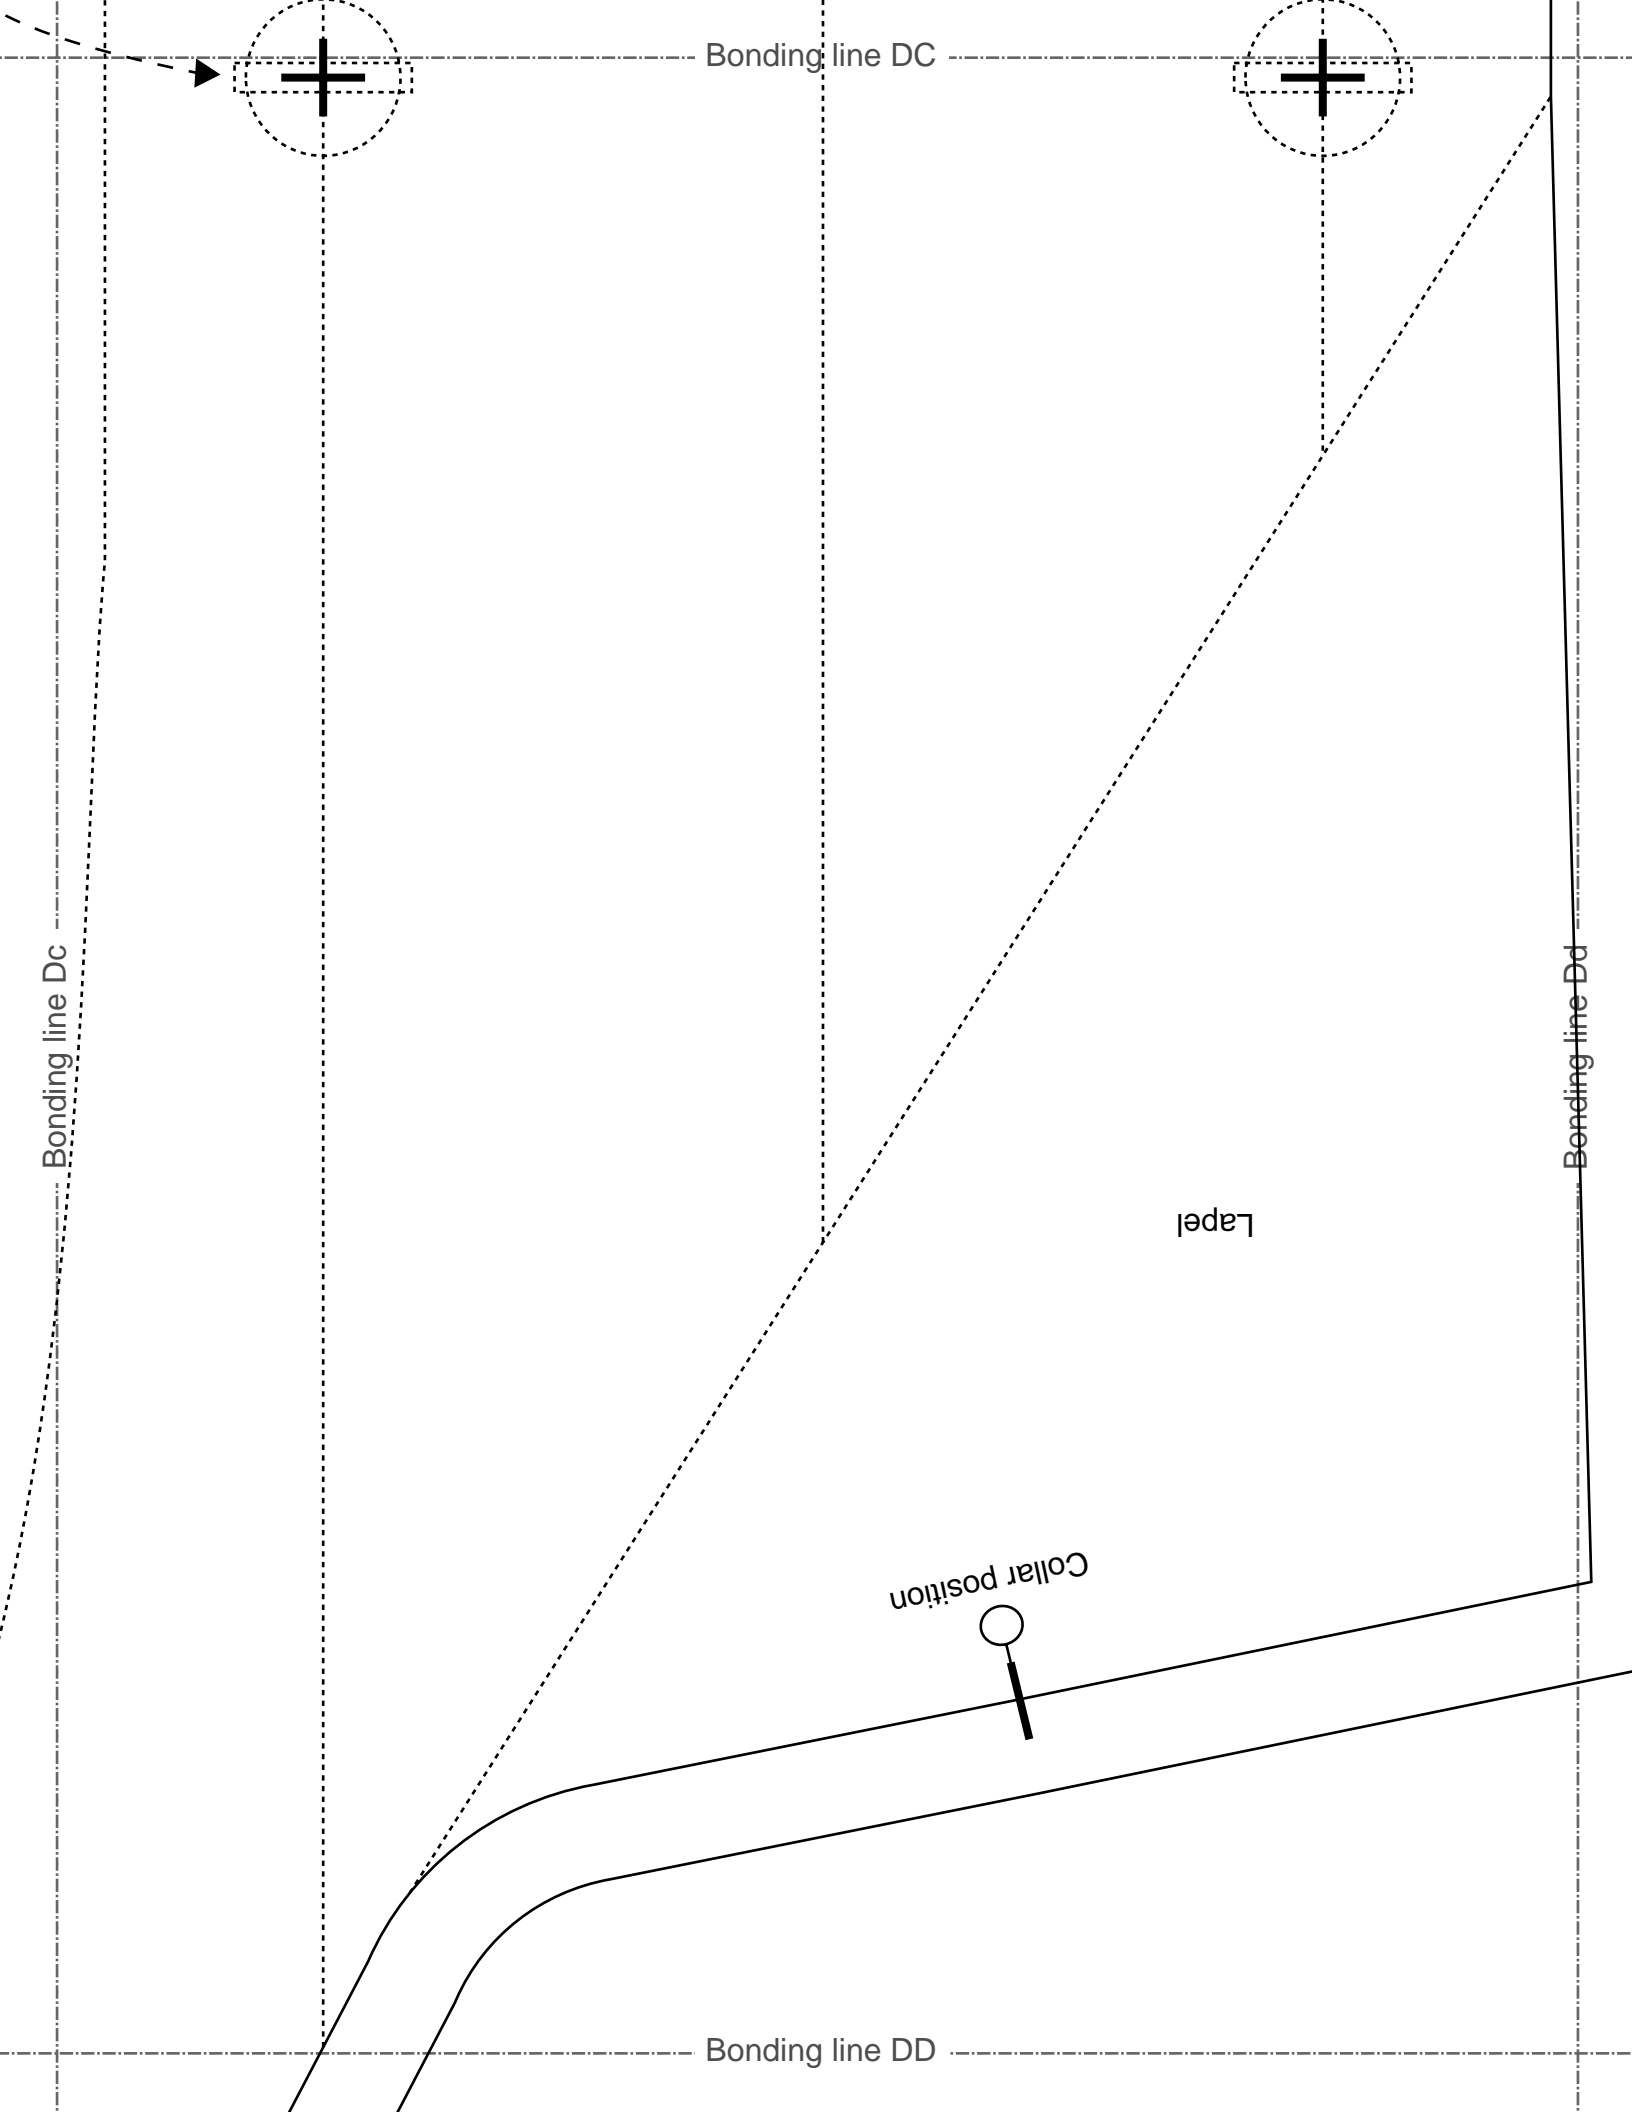 Bonding line DC
Bonding line Dc
Bonding line Dd
Lapel
Collar position
Bonding line DD